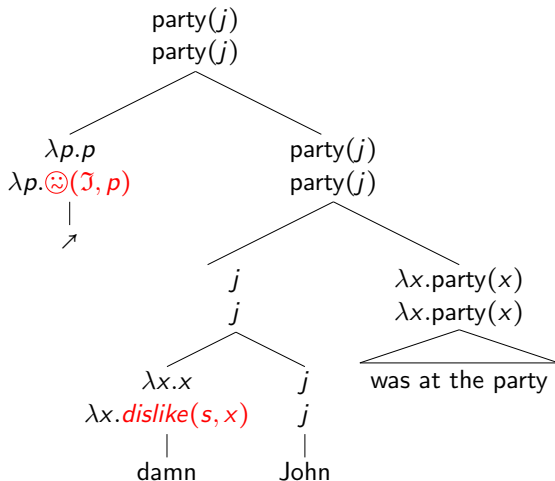 party(j)
party(j)
λp.p party(j)
λp.☹(ℑ, p) party(j)
↗
j λx.party(x)
j λx.party(x)
λx.x j was at the party
λx.dislike(s, x) j
damn John